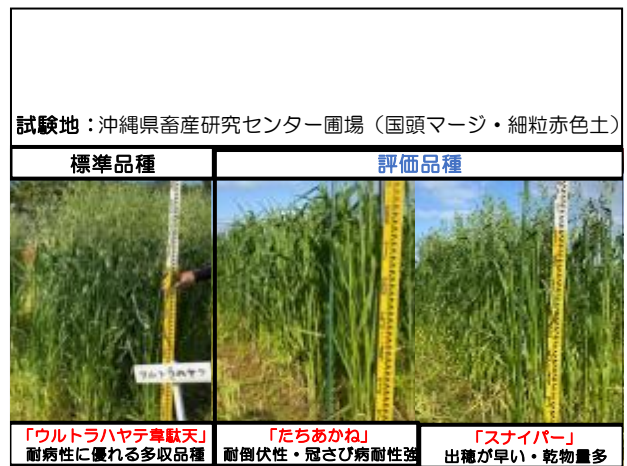 試験地：沖縄県畜産研究センター圃場（国頭マージ・細粒赤色土）
標準品種
評価品種
ウルトラハヤテ
「ウルトラハヤテ韋駄天」
耐病性に優れる多収品種
「たちあかね」
耐倒伏性・冠さび病耐性強
「スナイパー」
出穂が早い・乾物量多